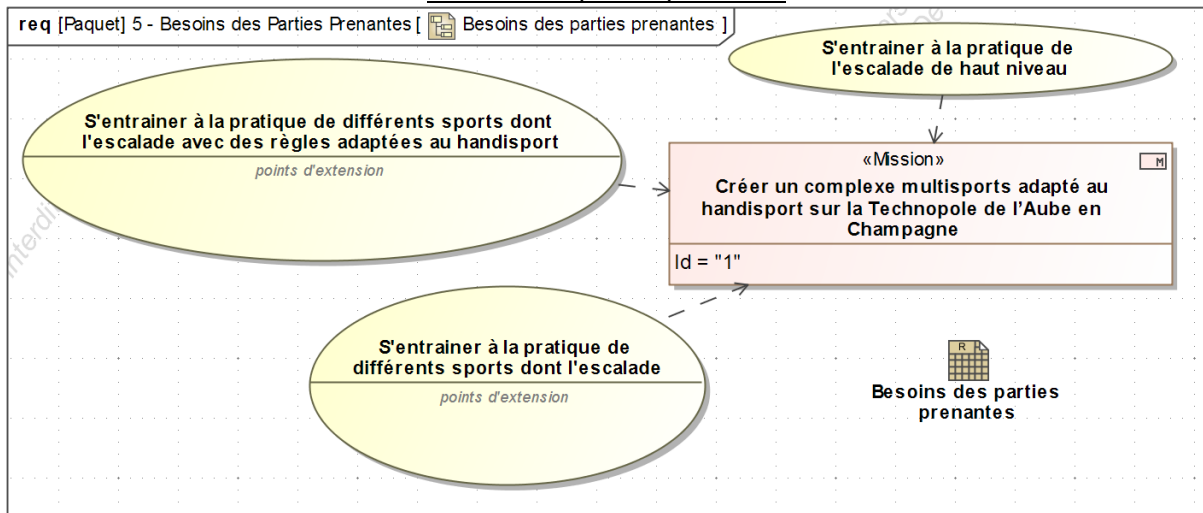 req [Paquet] 5 - Besoins des Parties Prenantes [ Besoins des parties prenantes ]
S'entrainer à la pratique de
l'escalade de haut niveau
S'entrainer à la pratique de différents sports dont
l'escalade avec des règles adaptées au handisport
points d'extension
«Mission»
M
Créer un complexe multisports adapté au
handisport sur la Technopole de l'Aube en
Champagne
Id = "1"
S'entrainer à la pratique de
différents sports dont l'escalade
points d'extension
R
Besoins des parties
prenantes